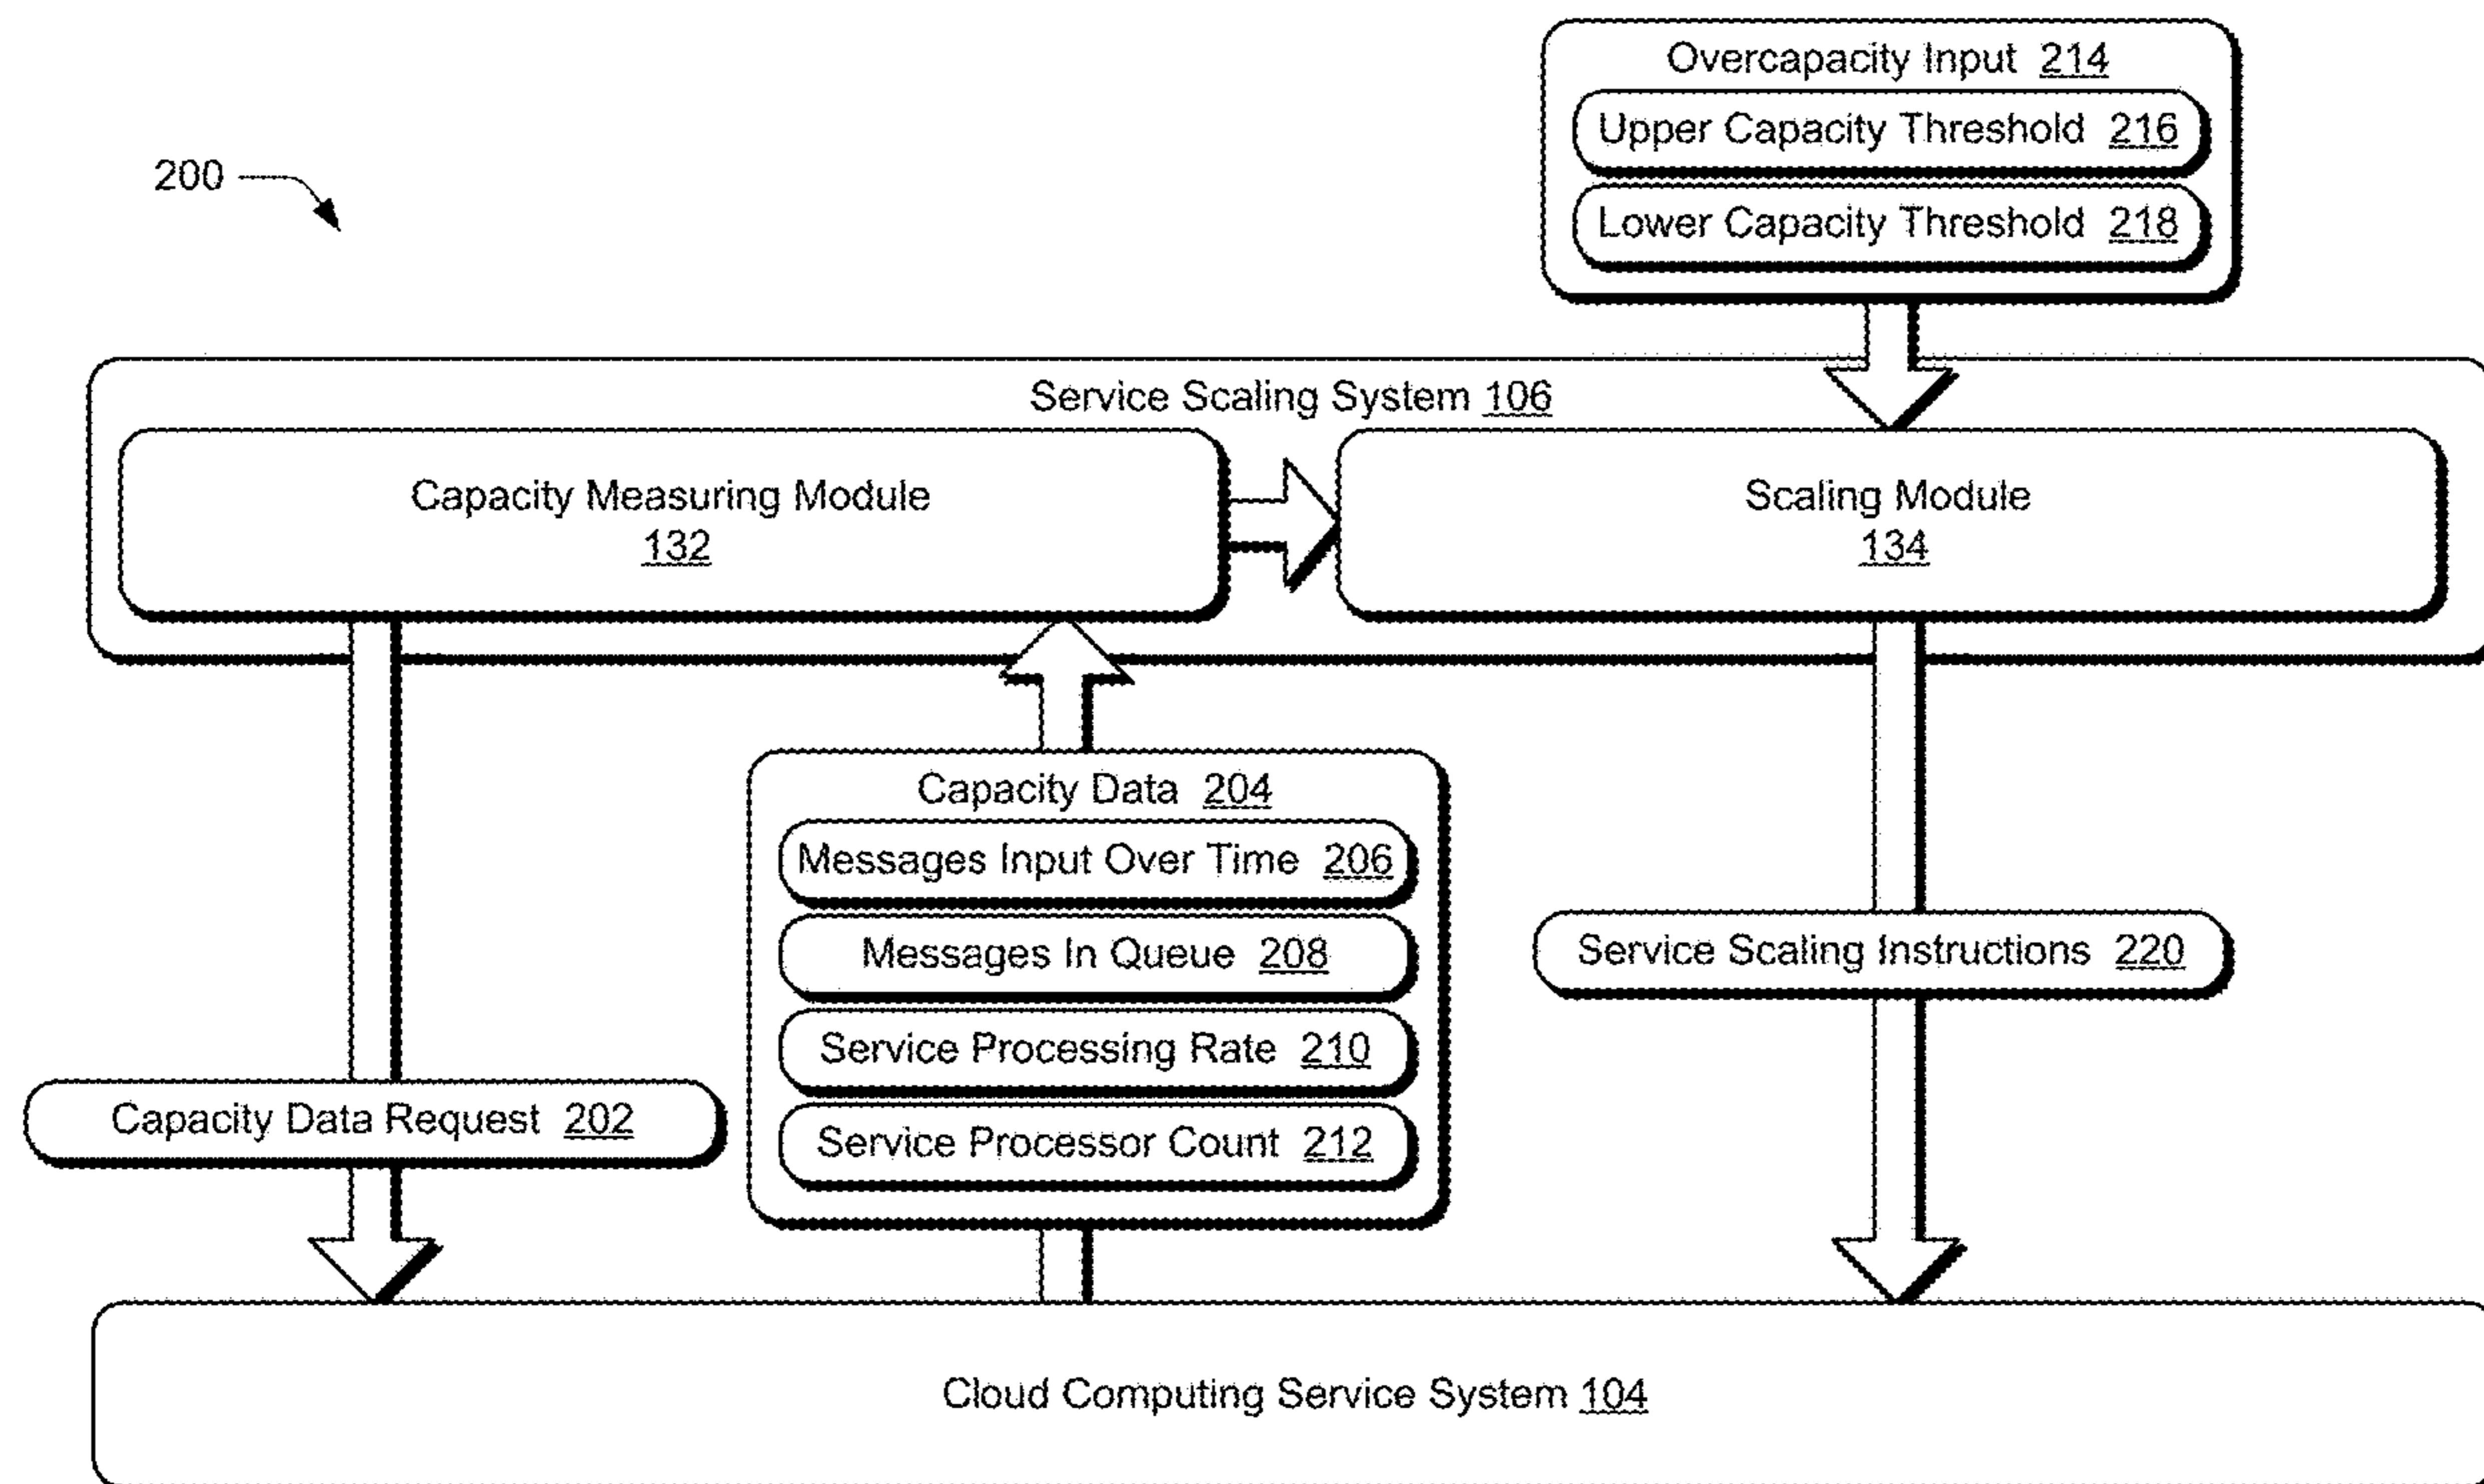 Overcapacity Input 214
Upper Capacity Threshold 216
200
Lower Capacity Threshold 218
Service Scaling System 106
Capacity Measuring Module
132
Scaling Module
134
Capacity Data 204
Messages Input Over Time 206
Messages In Queue 208
Service Scaling Instructions 220
Service Processing Rate 210
Capacity Data Request 202
Service Processor Count 212
Cloud Computing Service System 104